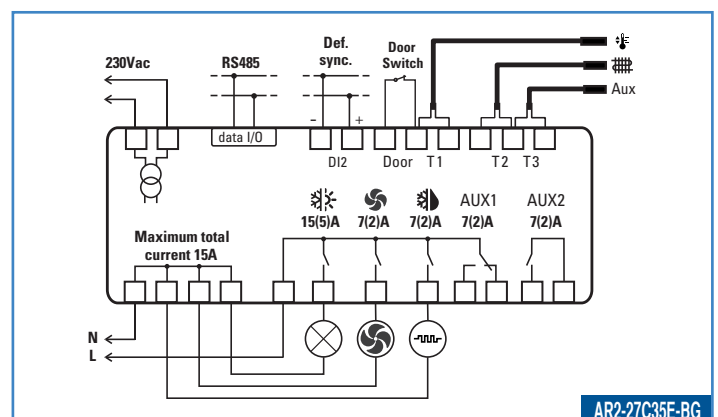 230Vac
RS485
Def.
sync.
Door
Switch
Aux
- +
data I/O
DI2
Door
T1
T2
T3
AUX1
AUX2
15(5)A
7(2)A
7(2)A
7(2)A
7(2)A
Maximum total
current 15A
N
L
AR2-27C35E-BG